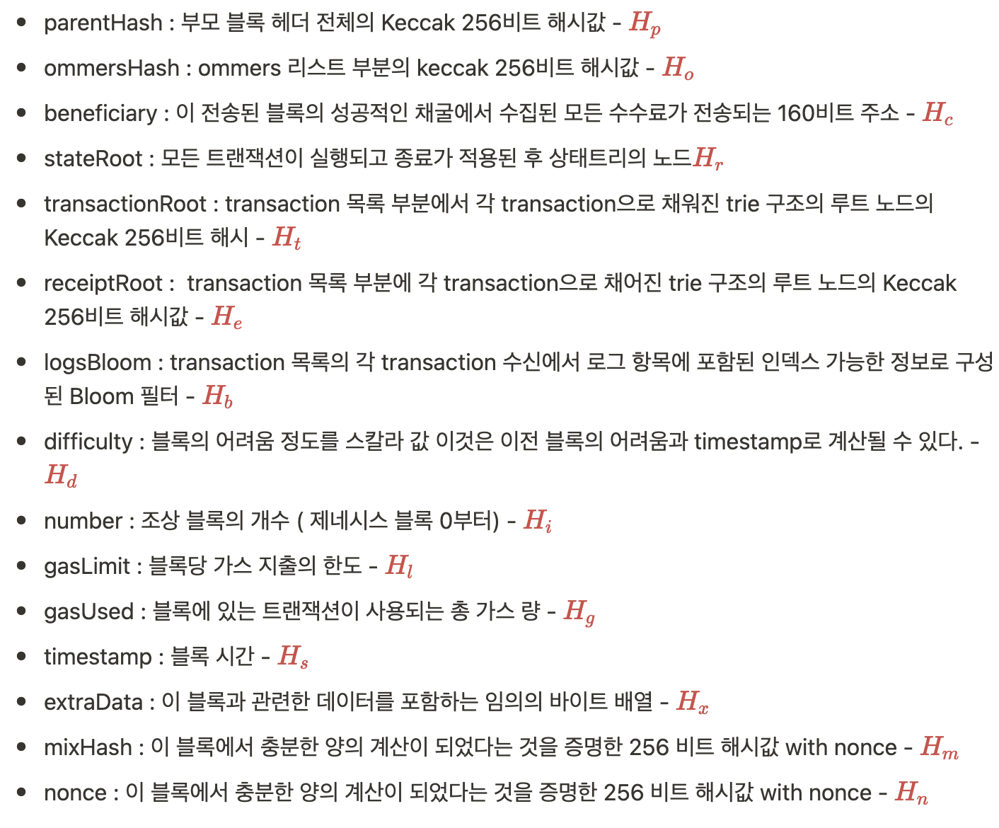 • parentHash : 부모 블록 헤더 전체의 Keccak 256비트 해시값 - H_p
• ommersHash : ommers 리스트 부분의 keccak 256비트 해시값 - H_o
• beneficiary : 이 전송된 블록의 성공적인 채굴에서 수집된 모든 수수료가 전송되는 160비트 주소 - H_c
• stateRoot : 모든 트랜잭션이 실행되고 종료가 적용된 후 상태트리의 노드H_r
• transactionRoot : transaction 목록 부분에서 각 transaction으로 채워진 trie 구조의 루트 노드의
Keccak 256비트 해시 - H_t
• receiptRoot :  transaction 목록 부분에 각 transaction으로 채어진 trie 구조의 루트 노드의 Keccak
256비트 해시값 - H_e
• logsBloom : transaction 목록의 각 transaction 수신에서 로그 항목에 포함된 인덱스 가능한 정보로 구성
된 Bloom 필터 - H_b
• difficulty : 블록의 어려움 정도를 스칼라 값 이것은 이전 블록의 어려움과 timestamp로 계산될 수 있다. -
H_d
• number : 조상 블록의 개수 ( 제네시스 블록 0부터) - H_i
• gasLimit : 블록당 가스 지출의 한도 - H_l
• gasUsed : 블록에 있는 트랜잭션이 사용되는 총 가스 량 - H_g
• timestamp : 블록 시간 - H_s
• extraData : 이 블록과 관련한 데이터를 포함하는 임의의 바이트 배열 - H_x
• mixHash : 이 블록에서 충분한 양의 계산이 되었다는 것을 증명한 256 비트 해시값 with nonce - H_m
• nonce : 이 블록에서 충분한 양의 계산이 되었다는 것을 증명한 256 비트 해시값 with nonce - H_n